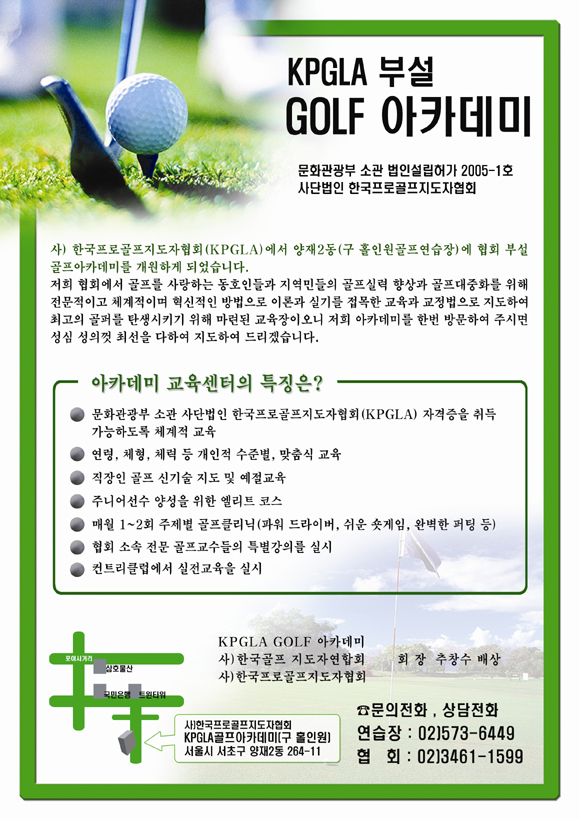 KPGLA 부설
GOLF 아카데미
문화관광부 소관 법인설립허가 2005-1호
사단법인 한국프로골프지도자협회
사) 한국프로골프지도자협회(KPGLA)에서 양재2동(구 홀인원골프연습장)에 협회 부설
골프아카데미를 개원하게 되었습니다.
저희 협회에서 골프를 사랑하는 동호인들과 지역민들의 골프실력 향상과 골프대중화를 위해
전문적이고 체계적이며 혁신적인 방법으로 이론과 실기를 접목한 교육과 교정법으로 지도하여
최고의 골퍼를 탄생시키기 위해 마련된 교육장이오니 저희 아카데미를 한번 방문하여 주시면
성심 성의껏 최선을 다하여 지도하여 드리겠습니다.
아카데미 교육센터의 특징은?
문화관광부 소관 사단법인 한국프로골프지도자협회(KPGLA) 자격증을 취득
가능하도록 체계적 교육
연령, 체형, 체력 등 개인적 수준별, 맞춤식 교육
직장인 골프 신기술 지도 및 예절교육
주니어선수 양성을 위한 엘리트 코스
매월 1~2회 주제별 골프클리닉(파워 드라이버, 쉬운 숏게임, 완벽한 퍼팅 등)
협회 소속 전문 골프교수들의 특별강의를 실시
컨트리클럽에서 실전교육을 실시
KPGLA GOLF 아카데미
사)한국골프 지도자연합회 회 장 추창수 배상
사)한국프로골프지도자협회
포이사거리
삼호물산
국민은행 트윈타워
사)한국프로골프지도자협회
KPGLA골프아카데미(구 홀인원)
서울시 서초구 양재2동 264-11
☎문의전화 , 상담전화
연습장 : 02)573-6449
협 회 : 02)3461-1599